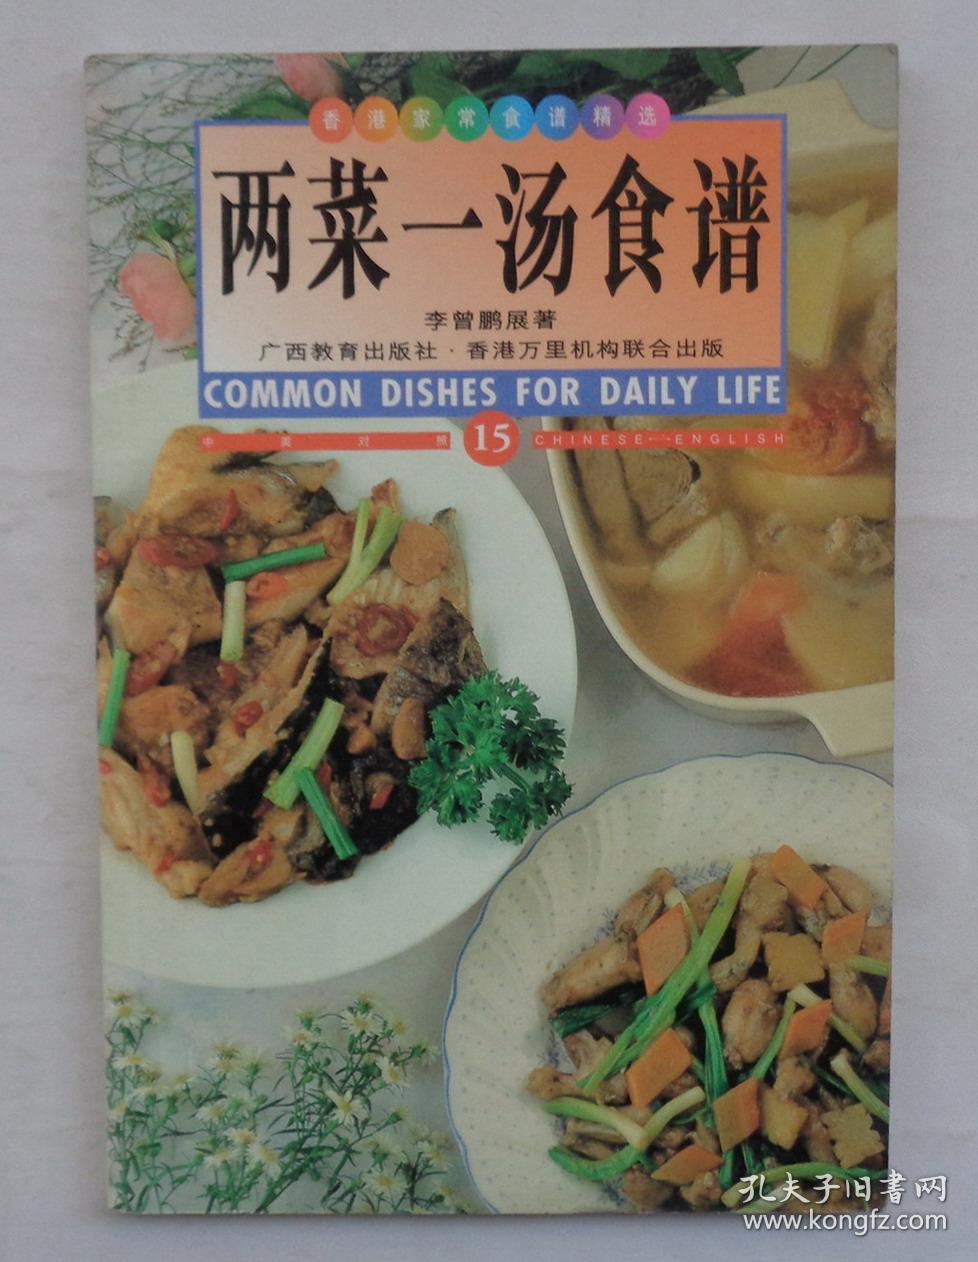 香港家常食谱精选
两菜一汤食谱
李曾鹏展著
广西教育出版社·香港万里机构联合出版
COMMON DISHES FOR DAILY LIFE
中英对照 15 CHINESE—ENGLISH
孔夫子旧書网
www.kongfz.com